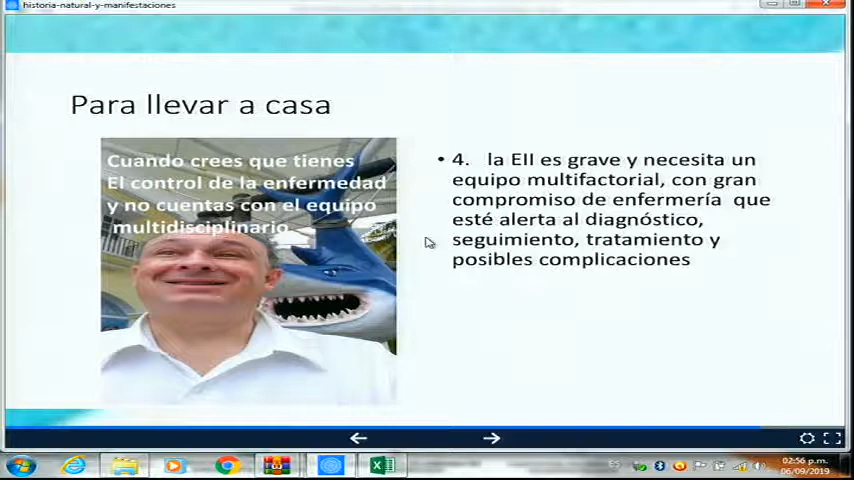 historia-natural-y-manifestaciones
Para llevar a casa
Cuando crees que tienes
El control de la enfermedad
y no cuentas con el equipo
multidisciplinario
• 4. la EII es grave y necesita un
equipo multifactorial, con gran
compromiso de enfermería que
esté alerta al diagnóstico,
seguimiento, tratamiento y
posibles complicaciones
ES
02:56 p.m.
06/09/2019